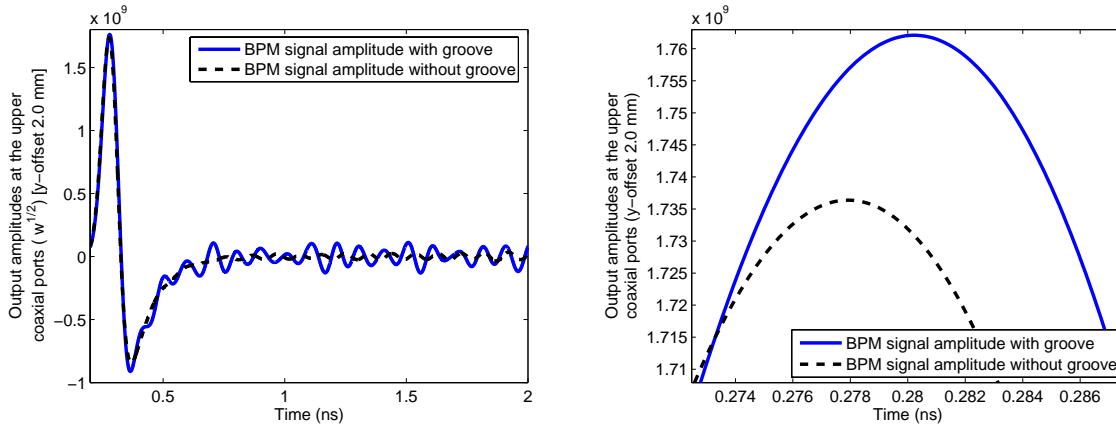 x 10^9
Output amplitudes at the upper
coaxial ports ( w^1/2) [y−offset 2.0 mm]
1.5
1
0.5
0
−0.5
−1
0.5
1
1.5
2
Time (ns)
BPM signal amplitude with groove
BPM signal amplitude without groove
x 10^9
Output amplitudes at the upper
coaxial ports (y−offset 2.0 mm)
1.76
1.75
1.745
1.74
1.735
1.73
1.725
1.72
1.715
1.71
0.274 0.276 0.278 0.28 0.282 0.284 0.286
Time (ns)
BPM signal amplitude with groove
BPM signal amplitude without groove